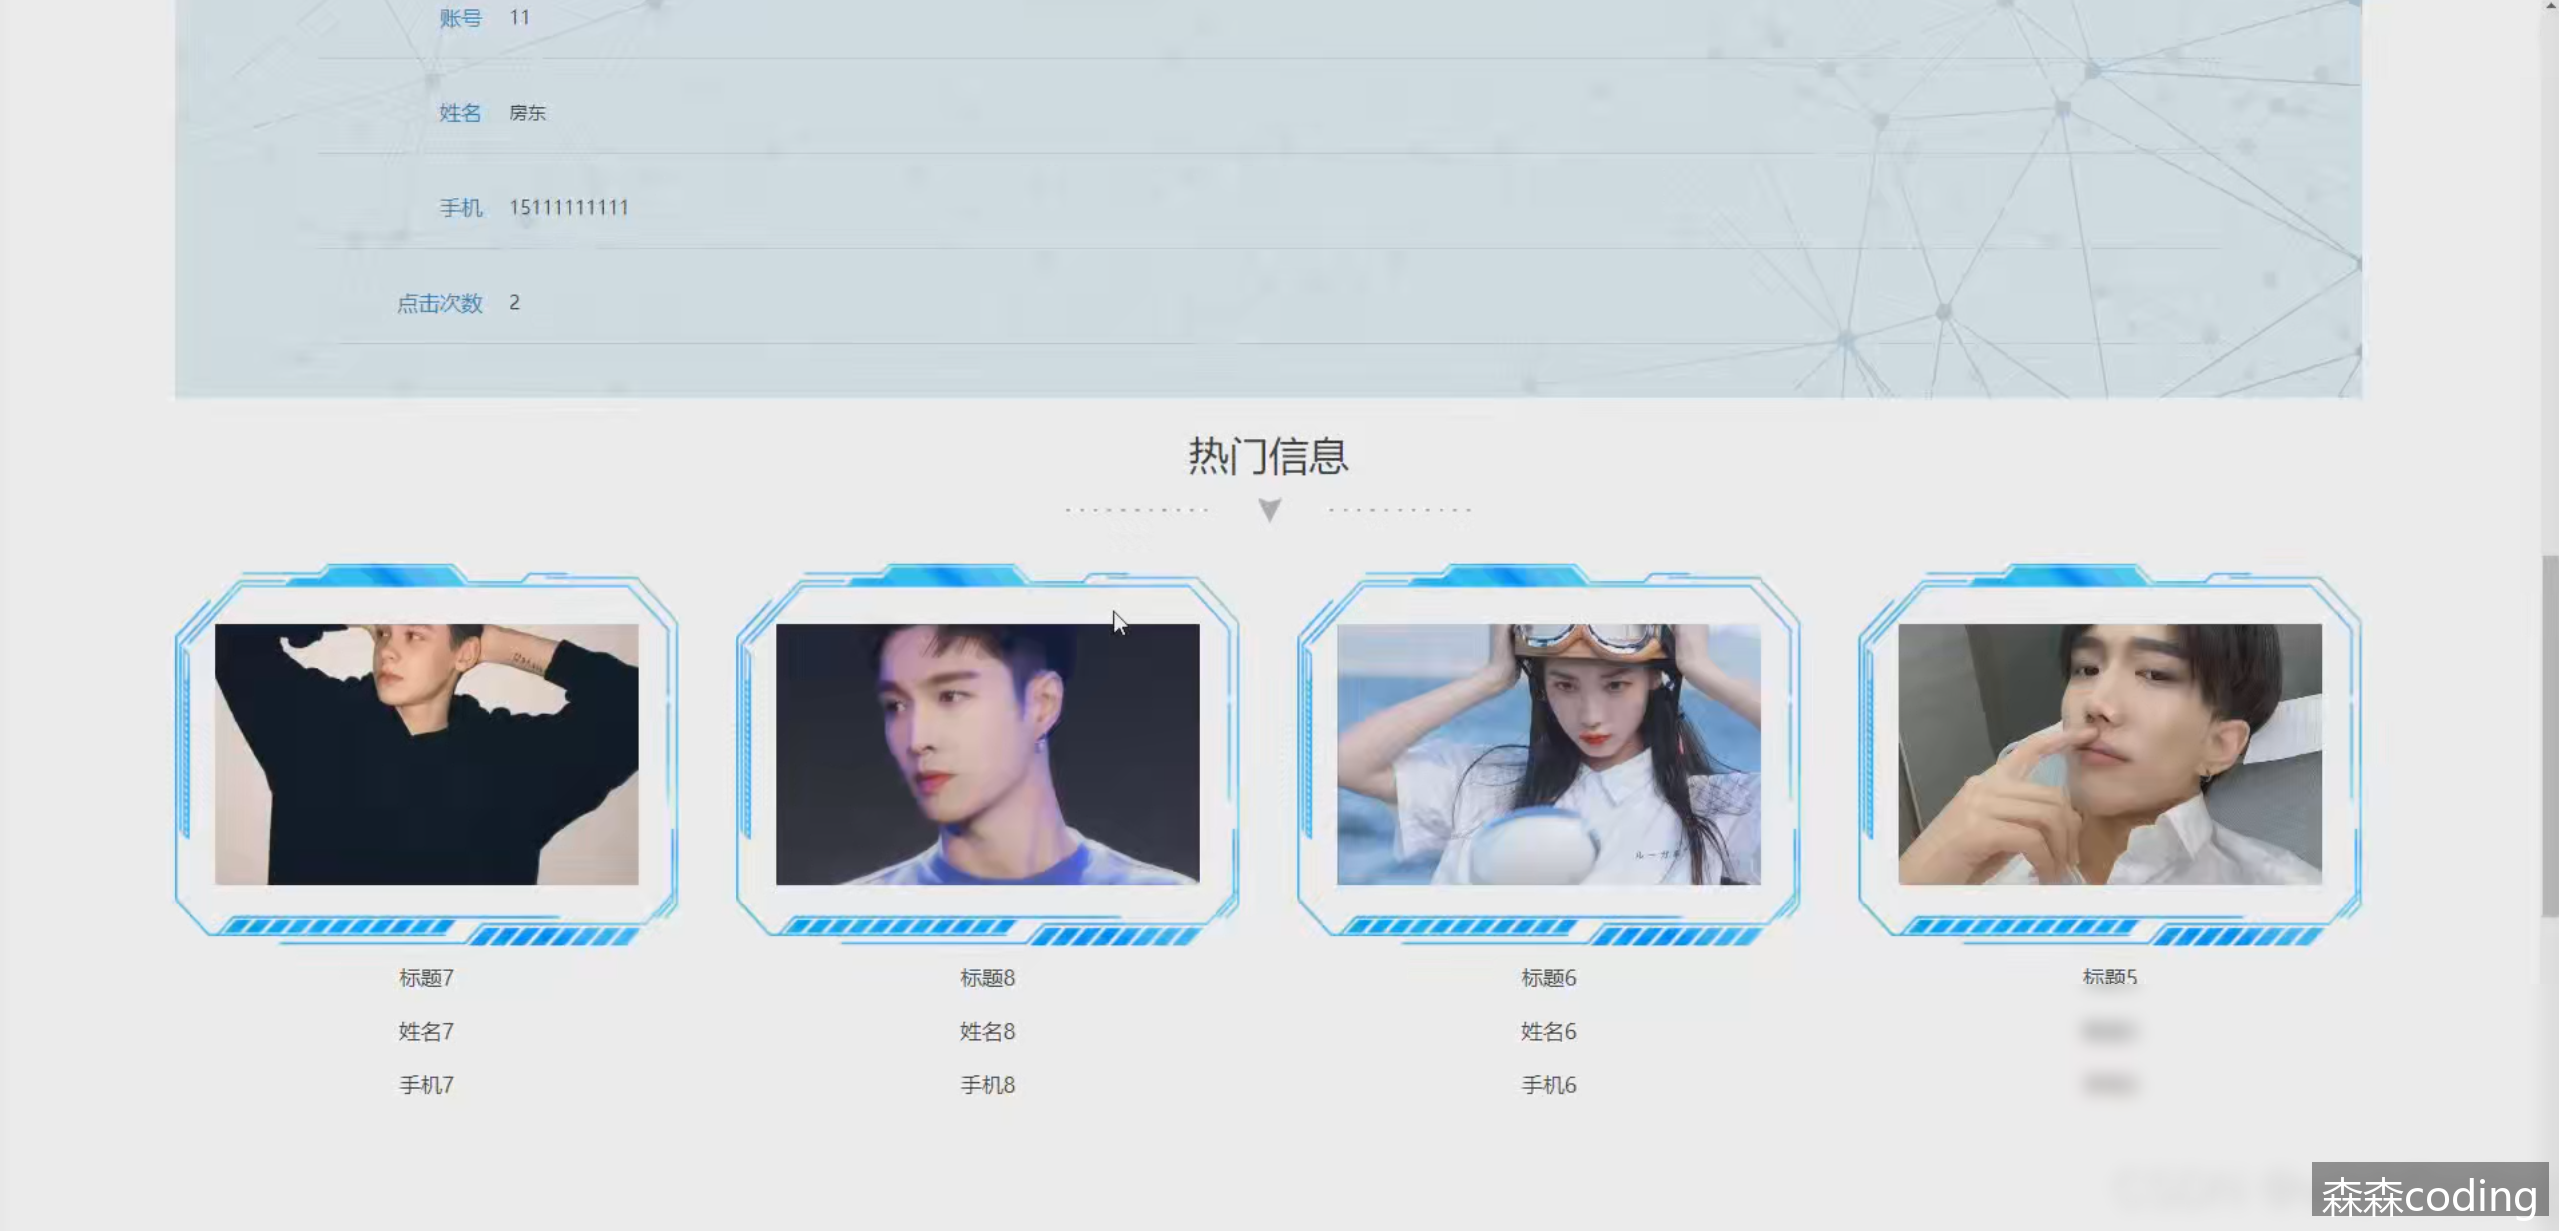 账号 11
姓名 房东
手机 15111111111
点击次数 2
热门信息
标题7 标题8 标题6 标题5
姓名7 姓名8 姓名6
手机7 手机8 手机6
森森coding